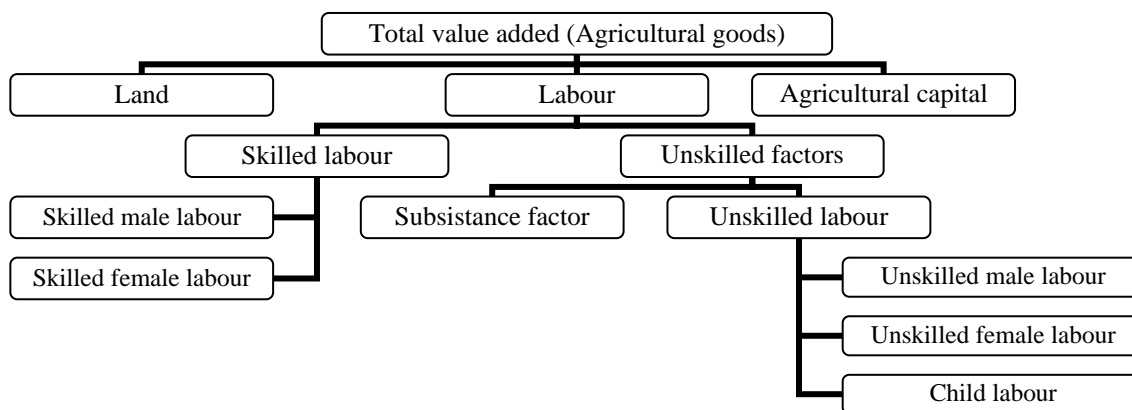 Total value added (Agricultural goods)
Land
Labour
Agricultural capital
Skilled labour
Unskilled factors
Skilled male labour
Subsistance factor
Unskilled labour
Skilled female labour
Unskilled male labour
Unskilled female labour
Child labour